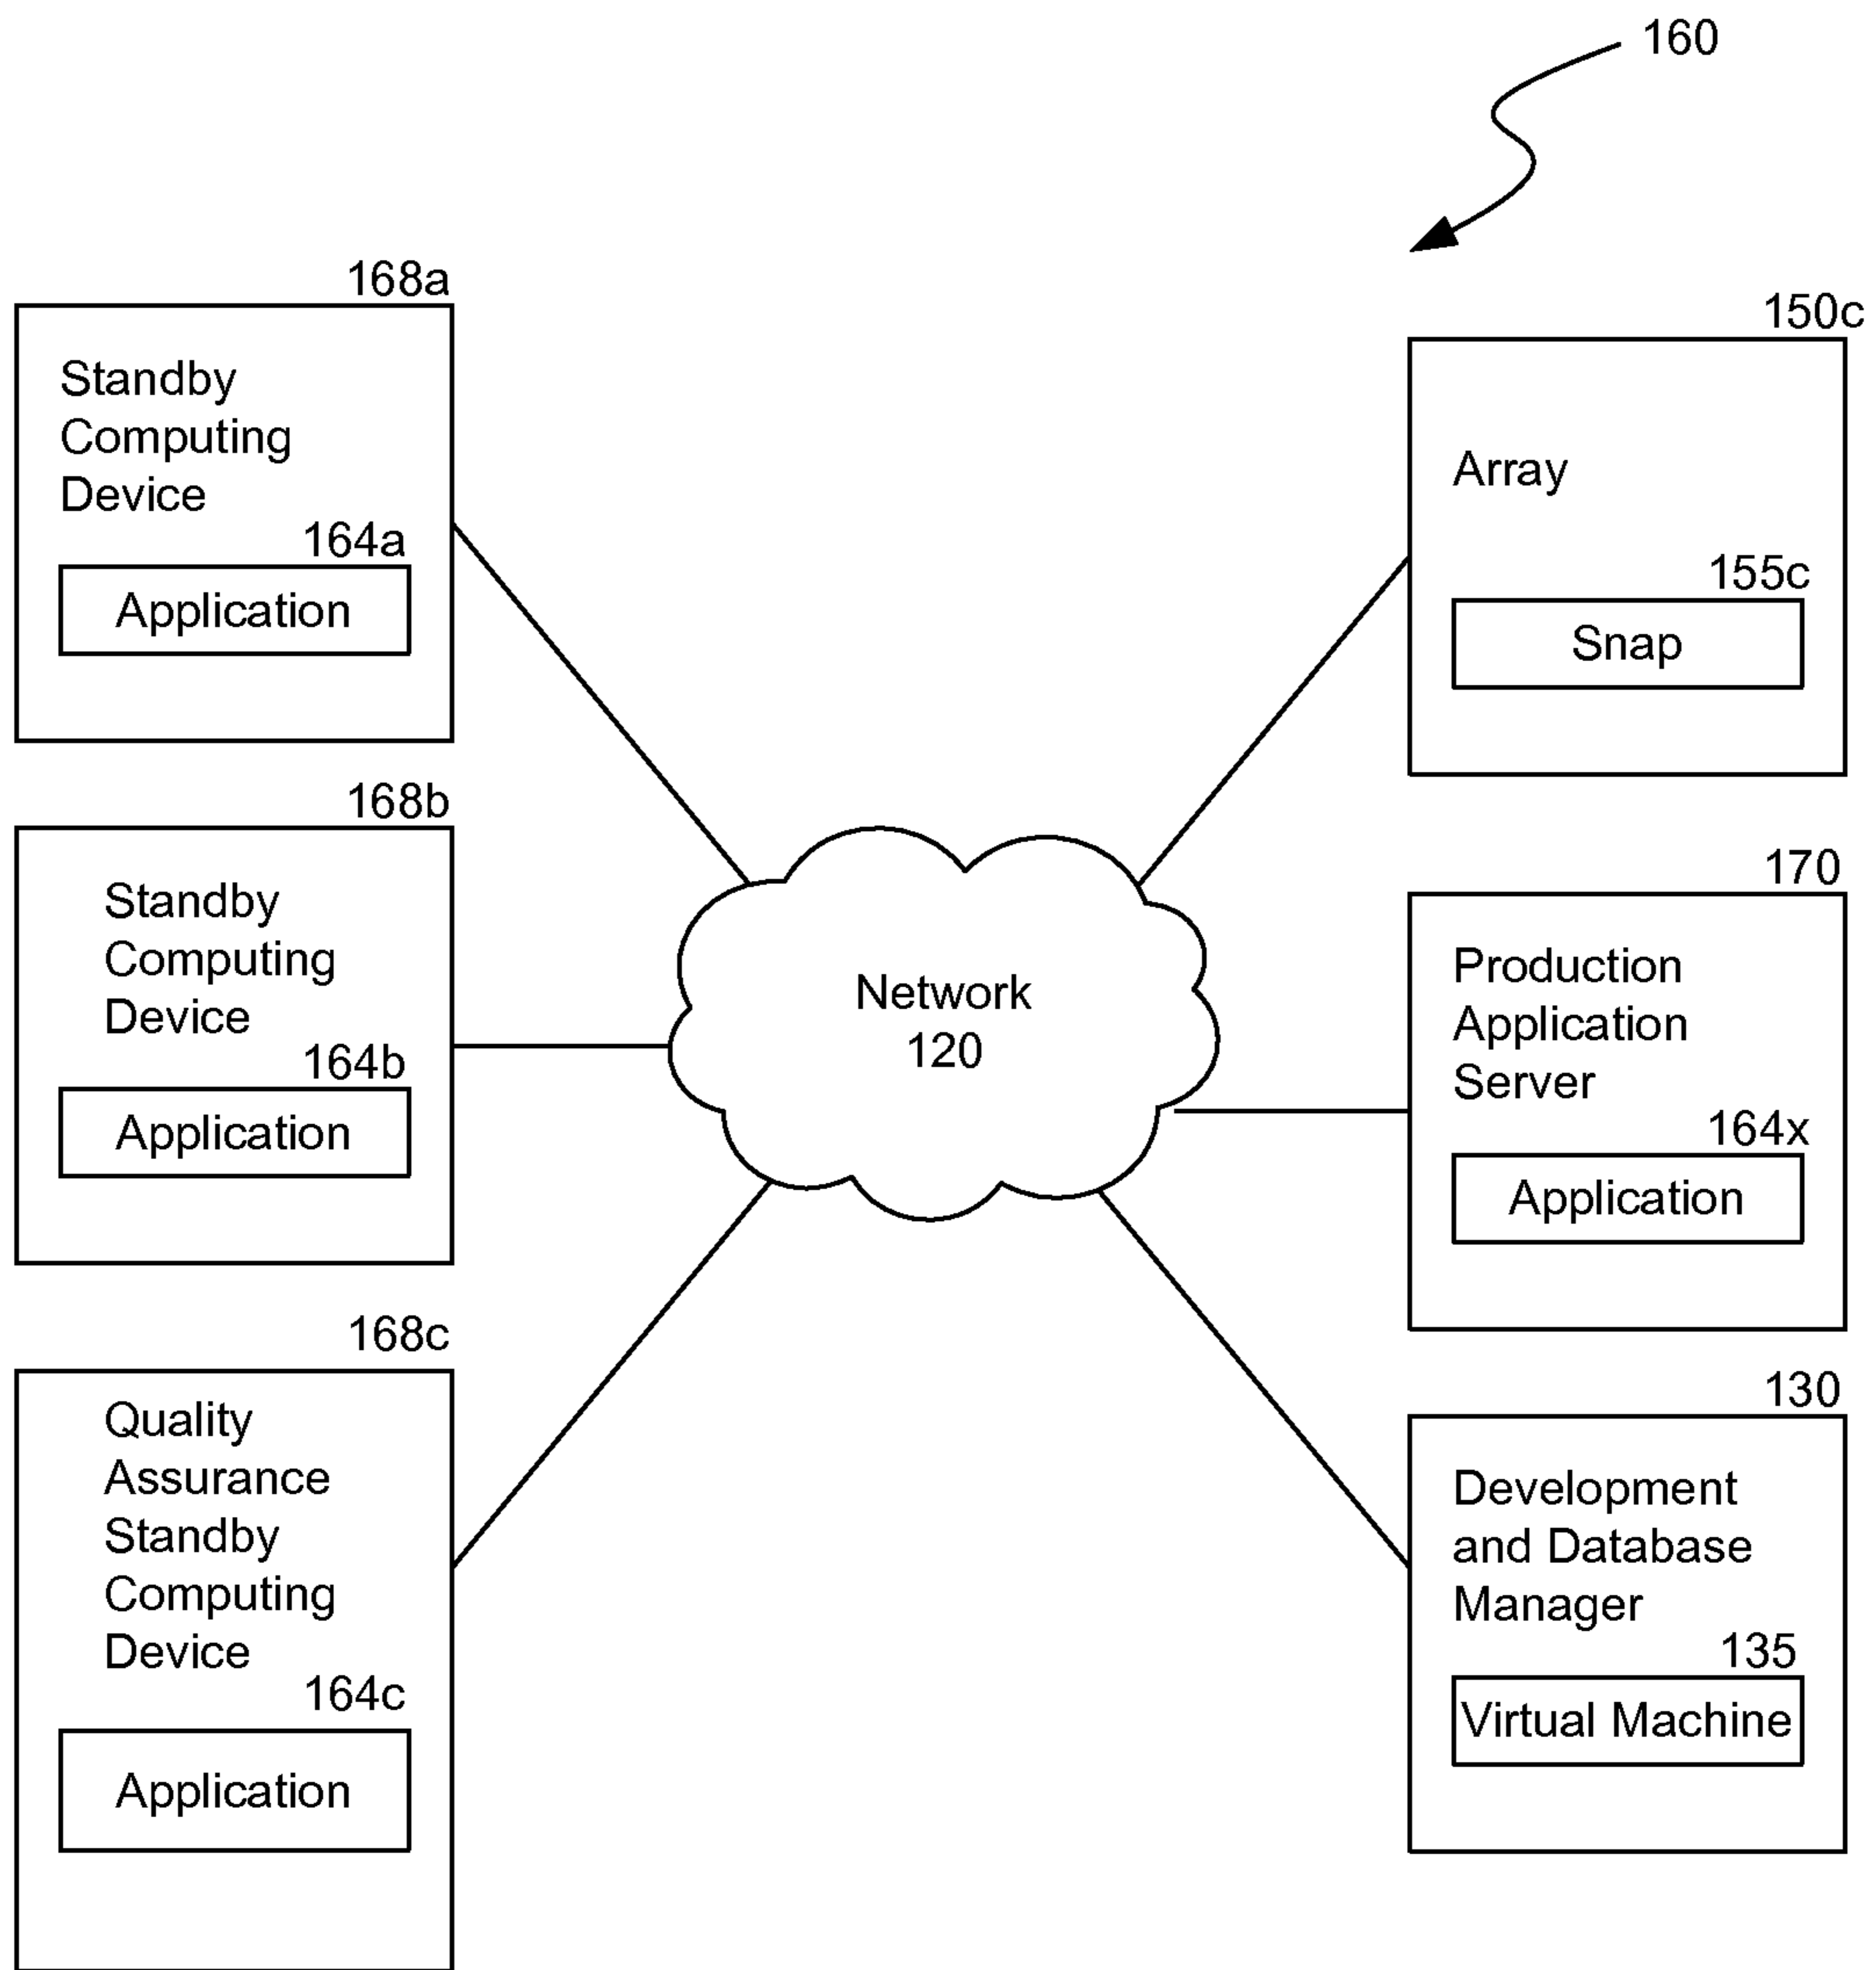 160
168a
Standby
Computing
Device
164a
Application
168b
Standby
Computing
Device
164b
Application
168c
Quality
Assurance
Standby
Computing
Device
164c
Application
Network
120
150c
Array
155c
Snap
170
Production
Application
Server
164x
Application
130
Development
and Database
Manager
135
Virtual Machine